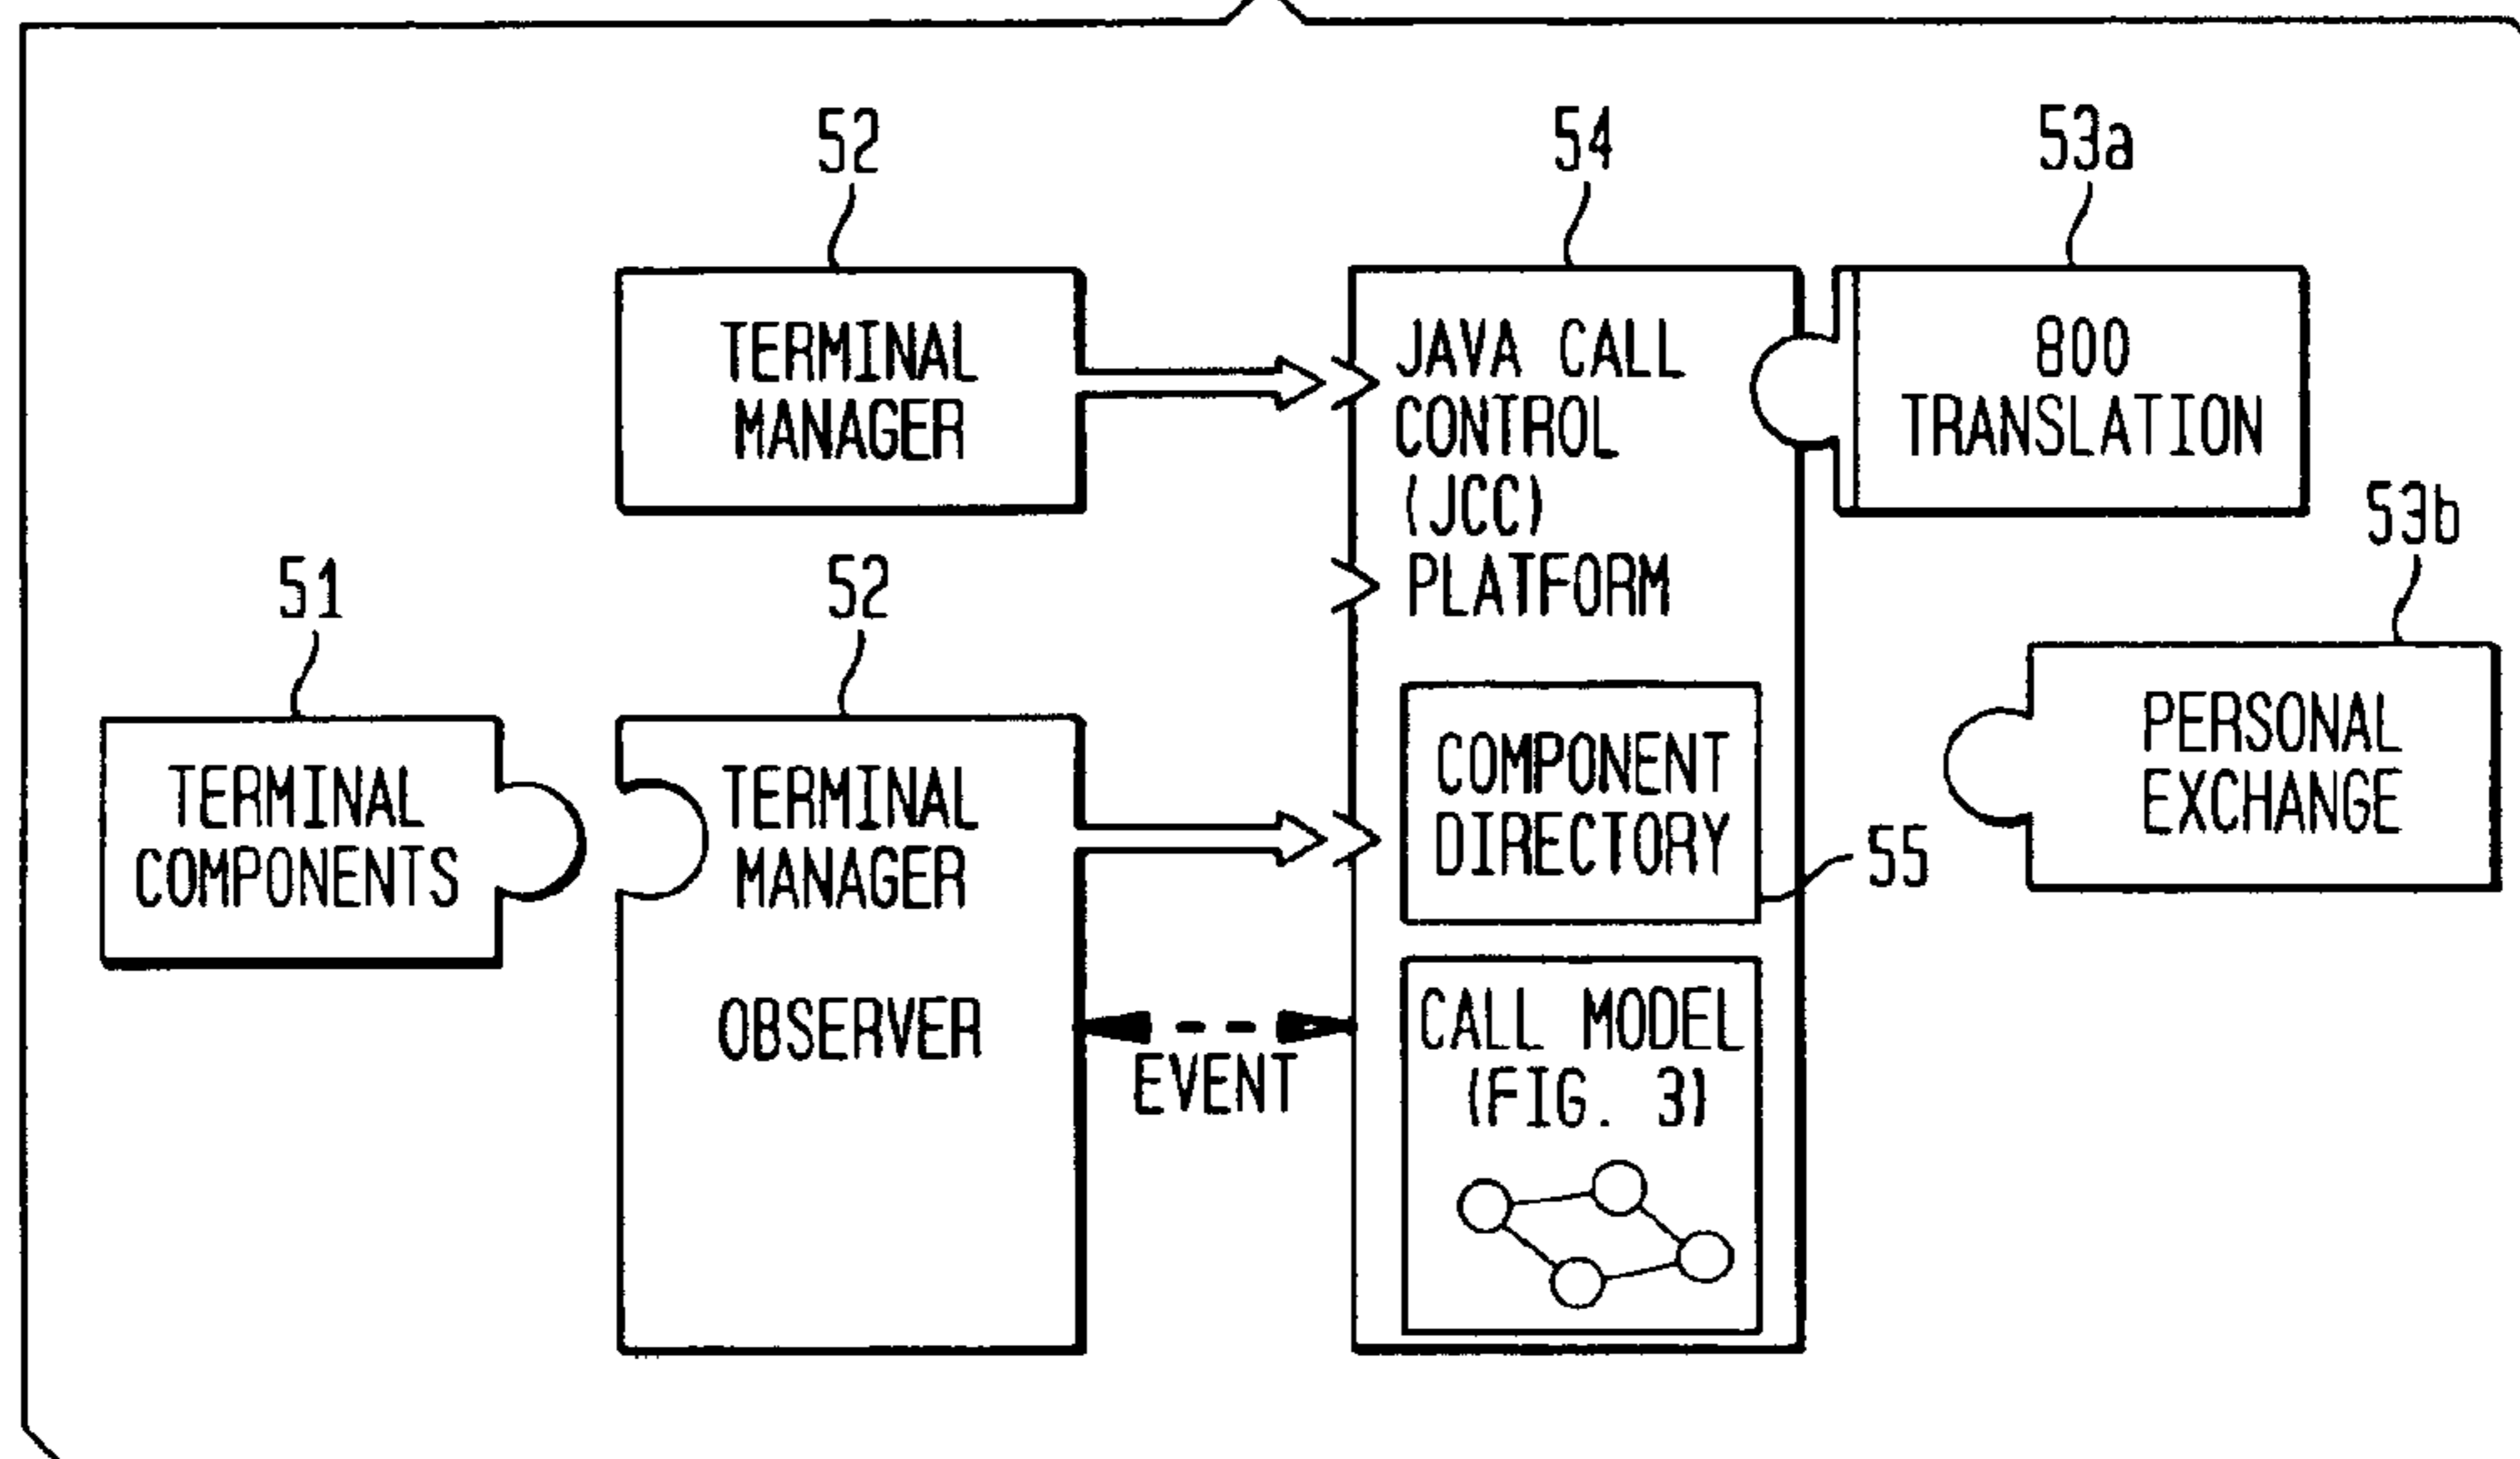 52
54
53a
TERMINAL
MANAGER
JAVA CALL
CONTROL
(JCC)
PLATFORM
800
TRANSLATION
53b
51
52
TERMINAL
COMPONENTS
TERMINAL
MANAGER
OBSERVER
EVENT
COMPONENT
DIRECTORY
55
PERSONAL
EXCHANGE
CALL MODEL
(FIG. 3)